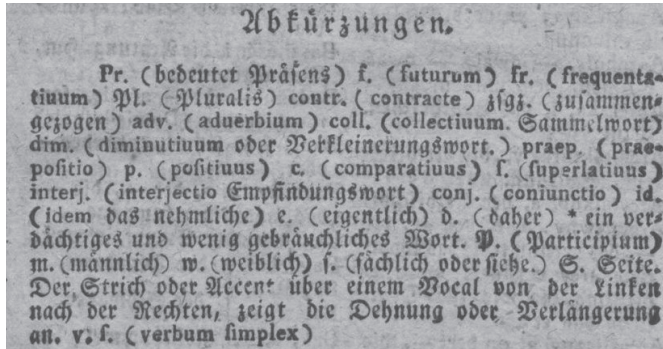 Abkürzungen.
Pr. (bedeutet Präsens) f. (futurum) fr. (frequenta-
tiuum) Pl. (Pluralis) contr. (contracte) zsgz. (zusammen-
gezogen) adv. (aduerbium) coll. (collectiuum Sammelwort)
dim. (diminutiuum oder Verkleinerungswort.) praep. (prae-
positio) p. (positiuus) c. (comparatiuus) s. (superlatiuus)
interj. (interjectio Empfindungswort) conj. (coniunctio) id.
(idem das nehmliche) e. (eigentlich) d. (daher) * ein ver-
dächtiges und wenig gebräuchliches Wort. P. (Participium)
m. (männlich) w. (weiblich) s. (sächlich oder siehe.) S. Seite.
Der Strich oder Accent über einem Vocal von der Linken
nach der Rechten, zeigt die Dehnung oder Verlängerung
an. v. s. (verbum simplex)